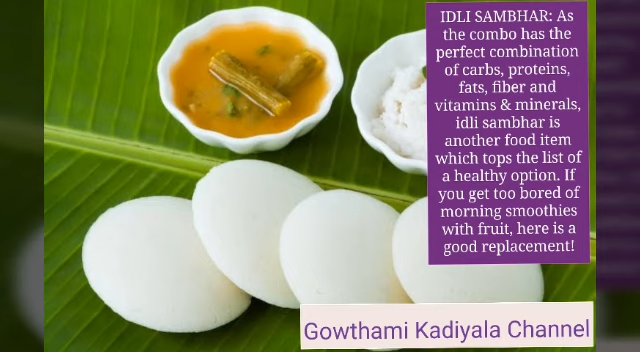 IDLI SAMBHAR: As
the combo has the
perfect combination
of carbs, proteins,
fats, fiber and
vitamins & minerals,
idli sambhar is
another food item
which tops the list of
a healthy option. If
you get too bored of
morning smoothies
with fruit, here is a
good replacement!
Gowthami Kadiyala Channel